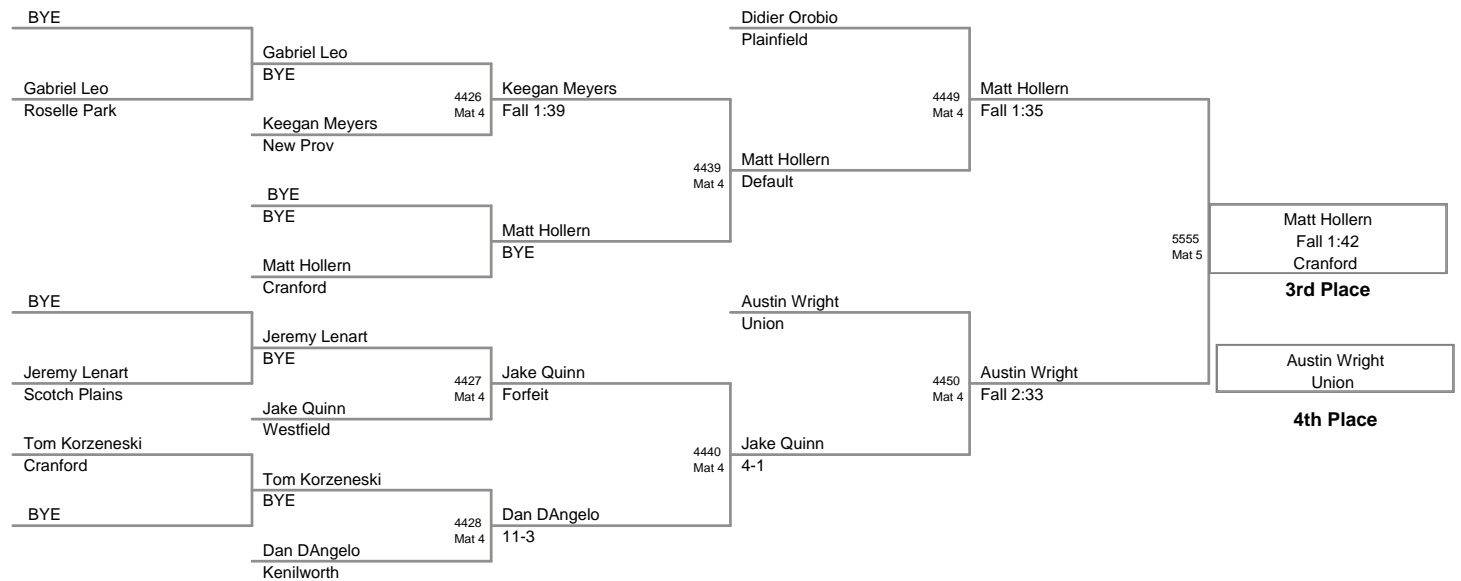 BYE
Gabriel Leo
Roselle Park
BYE
Jeremy Lenart
Scotch Plains
Tom Korzeneski
Cranford
BYE
Gabriel Leo
BYE
Keegan Meyers
New Prov
BYE
BYE
Matt Hollern
Cranford
Jeremy Lenart
BYE
Jake Quinn
Westfield
Tom Korzeneski
BYE
Dan DAngelo
Kenilworth
4426
Mat 4
4427
Mat 4
4428
Mat 4
Keegan Meyers
Fall 1:39
Matt Hollern
BYE
Jake Quinn
Forfeit
Dan DAngelo
11-3
4439
Mat 4
4440
Mat 4
Didier Orobio
Plainfield
Matt Hollern
Default
Austin Wright
Union
Jake Quinn
4-1
4449
Mat 4
4450
Mat 4
Matt Hollern
Fall 1:35
Austin Wright
Fall 2:33
5555
Mat 5
Matt Hollern
Fall 1:42
Cranford
3rd Place
Austin Wright
Union
4th Place